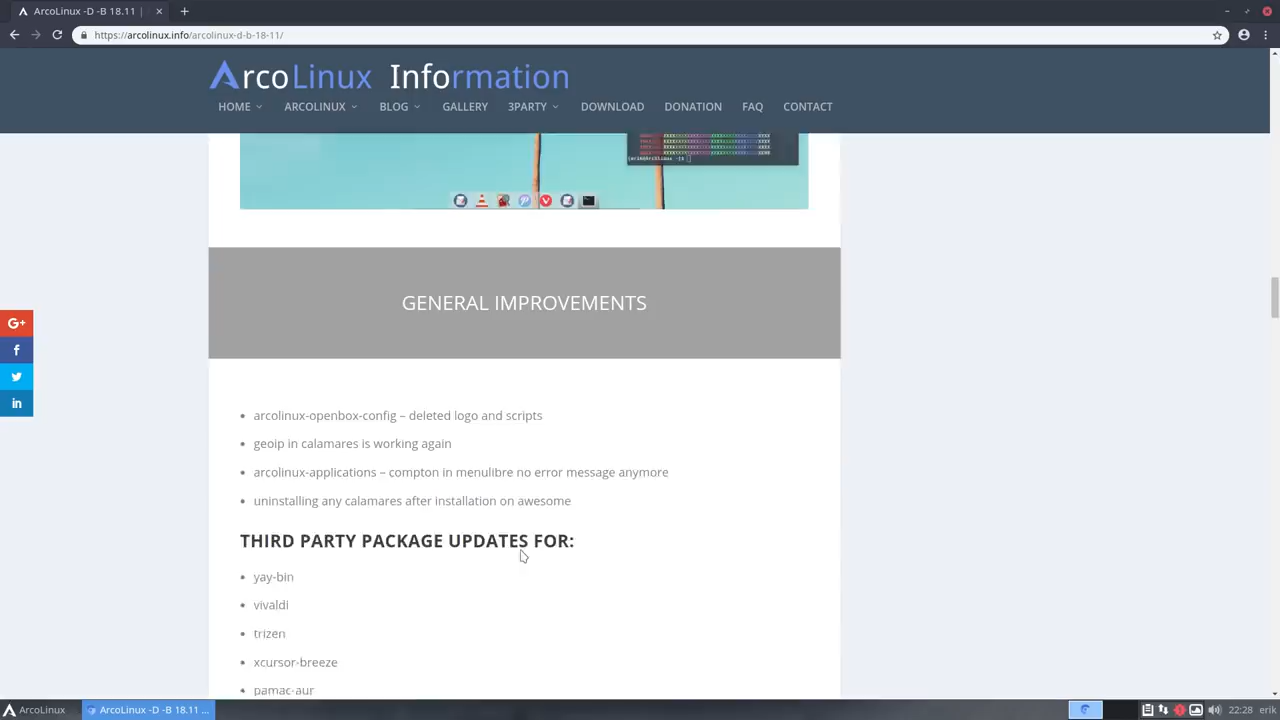 ArcoLinux -D -B 18.11 |
https://arcolinux.info/arcolinux-d-b-18-11/
ArcoLinux Information
HOME
ARCOLINUX
BLOG
GALLERY
3PARTY
DOWNLOAD
DONATION
FAQ
CONTACT
GENERAL IMPROVEMENTS
G+
f
in
• arcolinux-openbox-config – deleted logo and scripts
• geoip in calamares is working again
• arcolinux-applications – compton in menulibre no error message anymore
• uninstalling any calamares after installation on awesome
THIRD PARTY PACKAGE UPDATES FOR:
• yay-bin
• vivaldi
• trizen
• xcursor-breeze
• pamac-aur
ArcoLinux
ArcoLinux -D -B 18.11 ...
22:28
erik